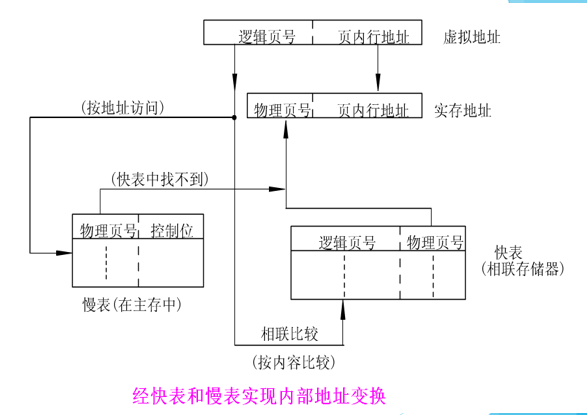 逻辑页号 页内行地址 虚拟地址
(按地址访问)
物理页号 页内行地址 实存地址
(快表中找不到)
物理页号 控制位
逻辑页号 物理页号
快表
(相联存储器)
慢表(在主存中)
相联比较
(按内容比较)
经快表和慢表实现内部地址变换